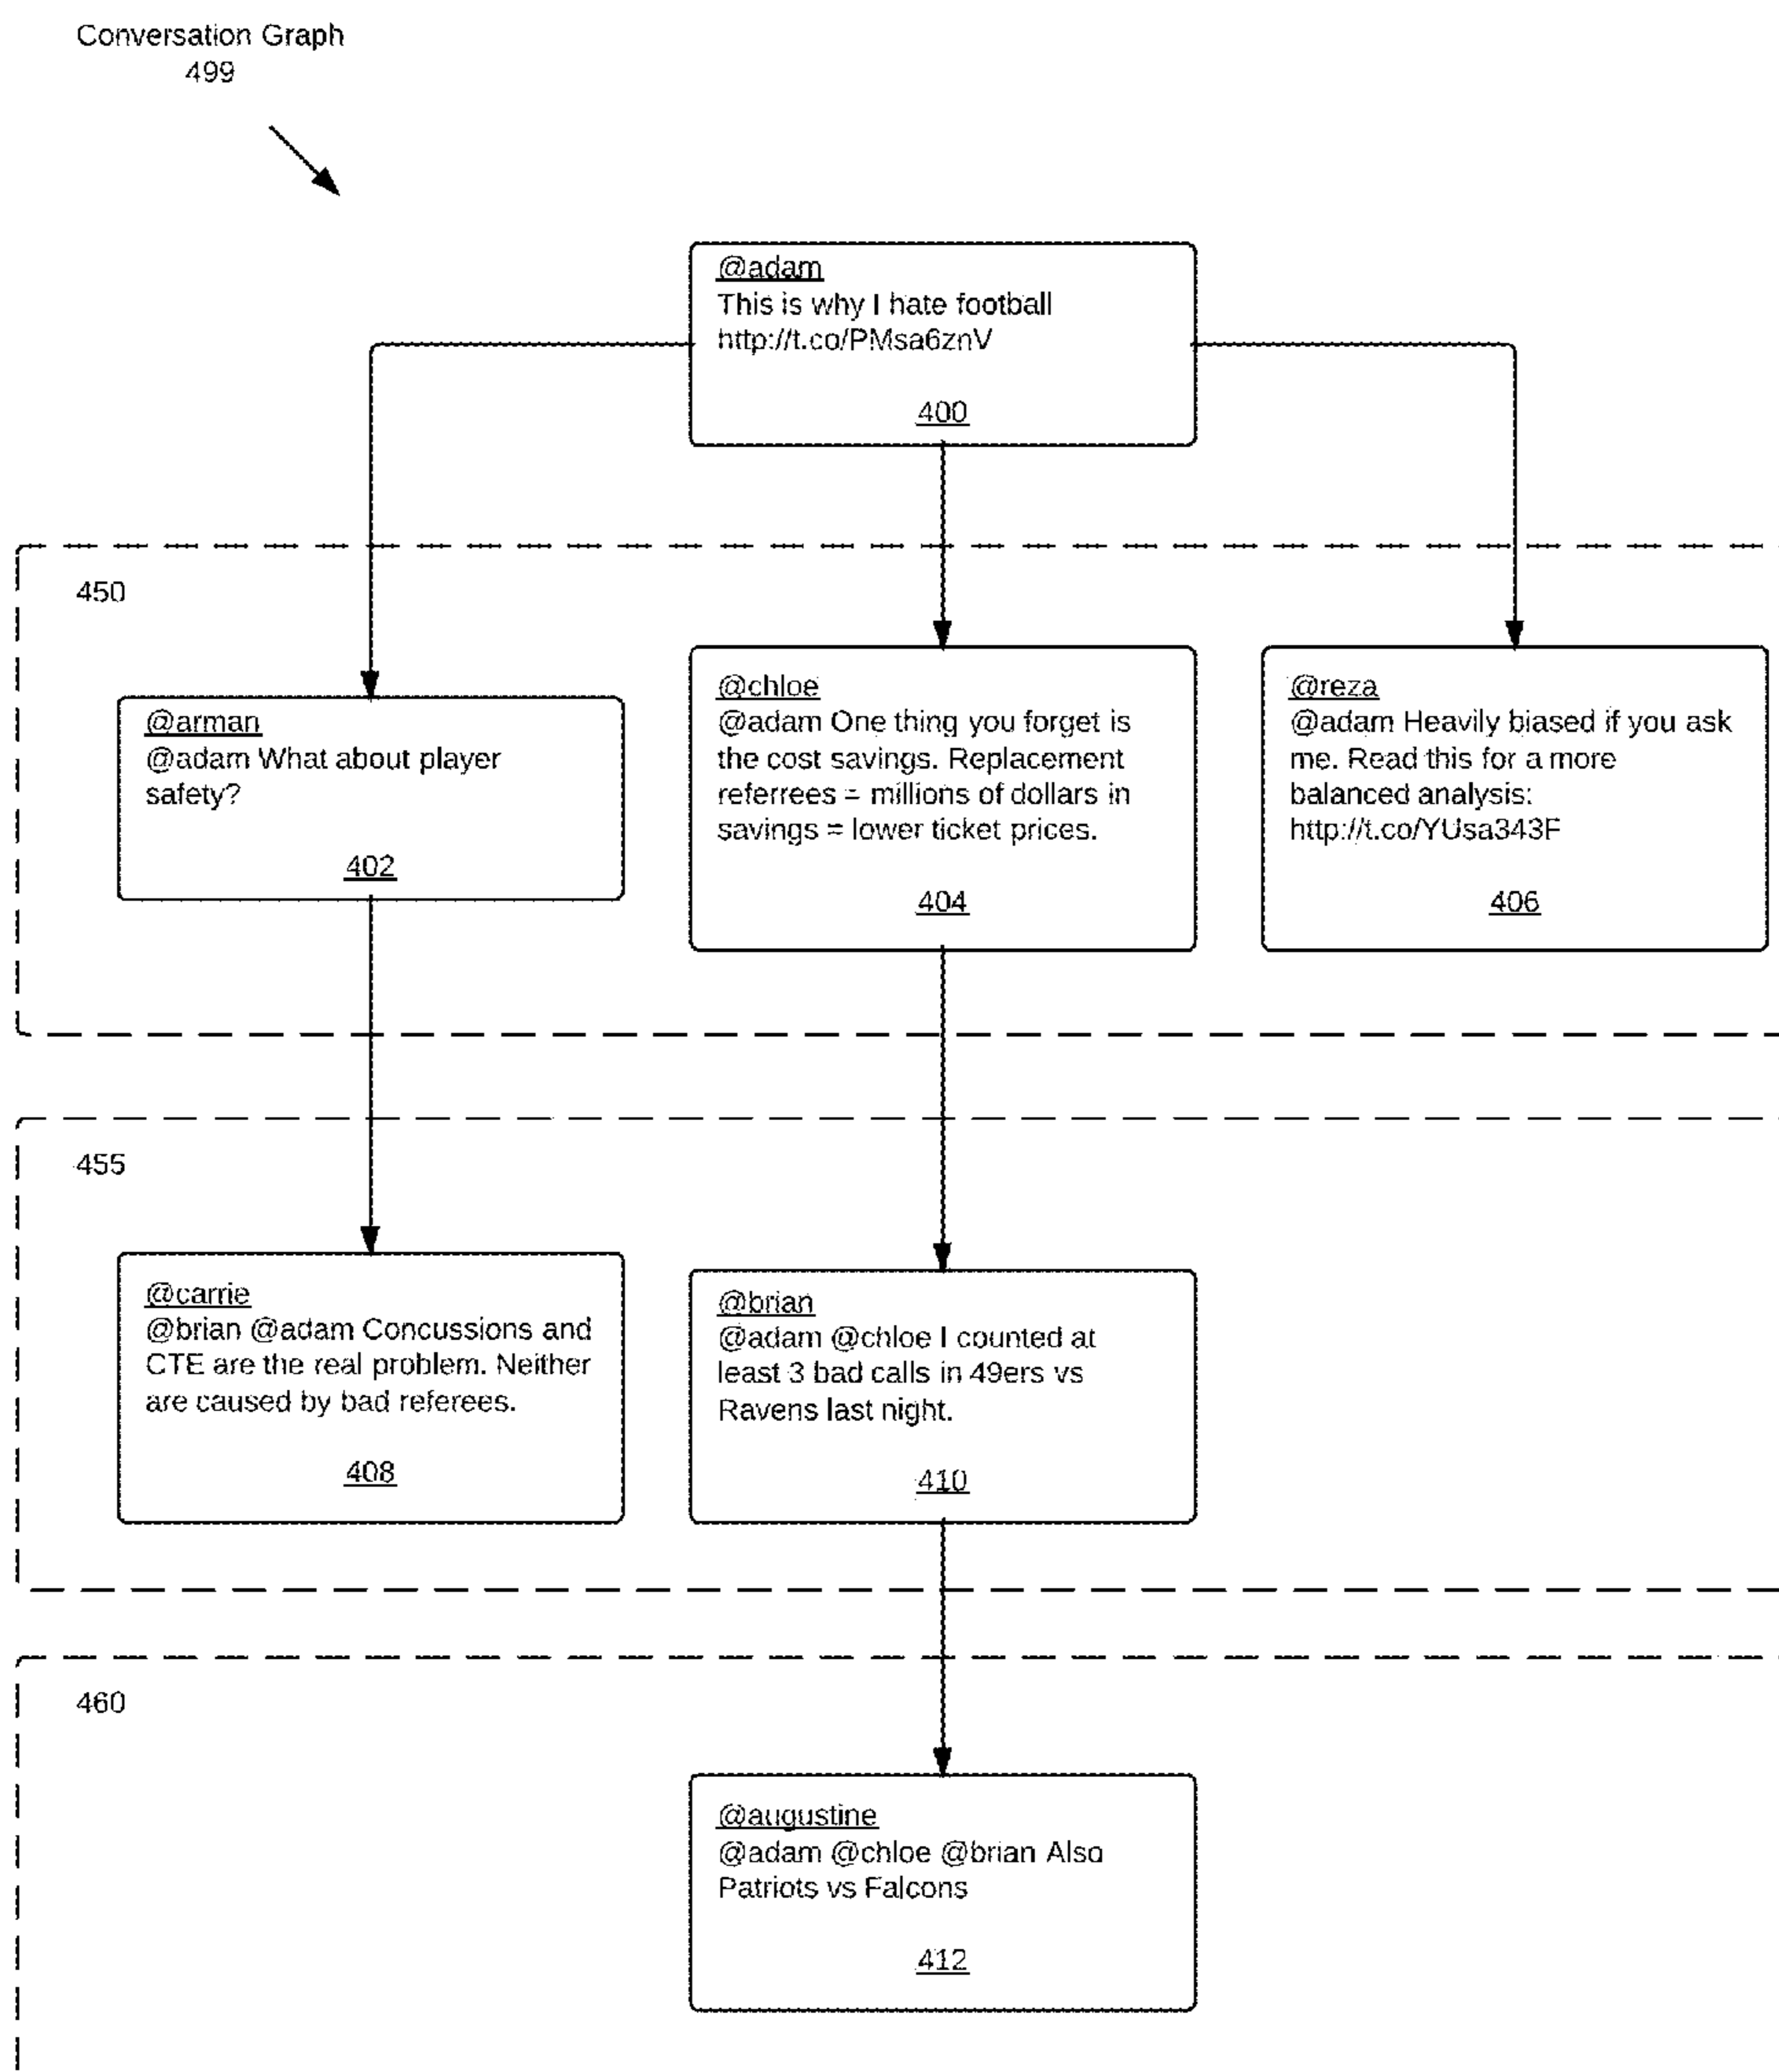 Conversation Graph
499
@adam
This is why I hate football
http://t.co/PMsa6znV
400
450
@arman
@adam What about player
safety?
402
@chloe
@adam One thing you forget is
the cost savings. Replacement
referrees = millions of dollars in
savings = lower ticket prices.
404
@reza
@adam Heavily biased if you ask
me. Read this for a more
balanced analysis:
http://t.co/YUsa343F
406
455
@carrie
@brian @adam Concussions and
CTE are the real problem. Neither
are caused by bad referees.
408
@brian
@adam @chloe I counted at
least 3 bad calls in 49ers vs
Ravens last night.
410
460
@augustine
@adam @chloe @brian Also
Patriots vs Falcons
412